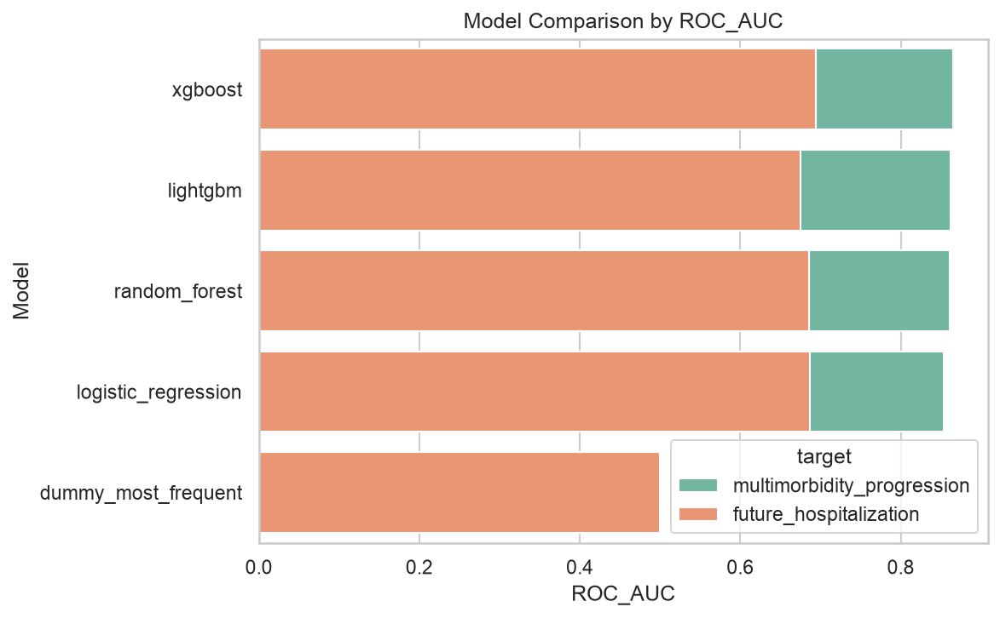 Model Comparison by ROC_AUC
xgboost
lightgbm
random_forest
logistic_regression
dummy_most_frequent
Model
target
multimorbidity_progression
future_hospitalization
0.0 0.2 0.4 0.6 0.8
ROC_AUC